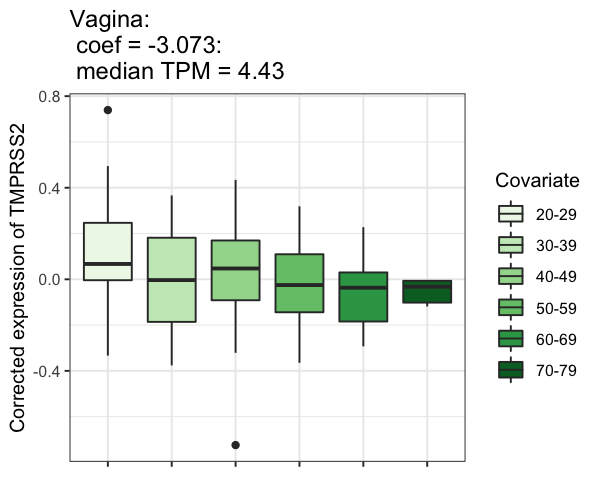 Vagina:
coef = -3.073:
median TPM = 4.43
Corrected expression of TMPRSS2
0.8
0.4
0.0
-0.4
Covariate
20-29
30-39
40-49
50-59
60-69
70-79